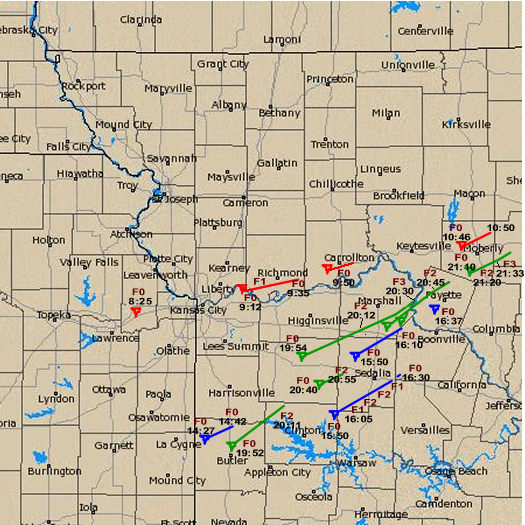 Clarinda
Nebraska City
Lamoni
Centerville
Grant City
Unionville
Rockport
Maryville
Princeton
Albany
Bethany
Milan
Kirksville
Mound City
Falls City
Trenton
Savannah
Gallatin
Linneus
Hiawatha
Troy
Maysville
Chillicothe
Brookfield
Macon
St Joseph
Cameron
Plattsburg
Atchison
F0
10:50
10:46
Holton
Keytesville
Moberly
Platte City
Carrollton
Valley Falls
Leavenworth
Kearney
Richmond
F0
21:10
F3
21:33
F2
21:20
F0
8:25
Liberty
F1
F0
9:35
F0
9:50
F0
9:12
F3
20:30
F2
20:45
Fayette
Marshall
F2
20:12
F0
16:37
Topeka
Kansas City
Higginsville
Columbia
Lawrence
Olathe
Lees Summit
F0
19:54
F0
16:10
Boonville
F0
15:50
Sedalia
F0
16:30
F0
20:40
F2
20:55
F1
F2
F2
California
Ottawa
Paola
Harrisonville
Lyndon
F1
16:05
Jefferson
Osawatomie
F0
14:27
F0
14:42
F2
20:11
Clinton
F0
15:50
Versailles
Garnett
La Cygne
F0
19:52
Butler
Burlington
Appleton City
Warsaw
Osage Beach
Mound City
Osceola
Camdenton
Iola
Ft Scott
Nevada
Hermitage